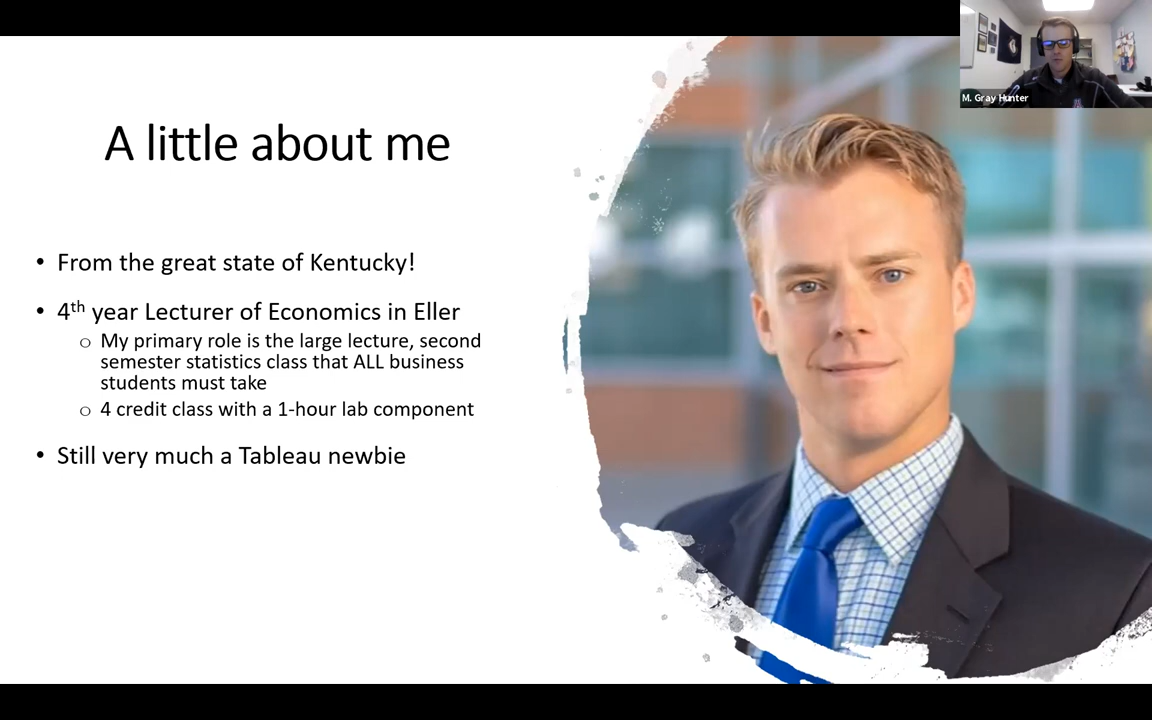 M. Gray Hunter
A little about me
• From the great state of Kentucky!
• 4th year Lecturer of Economics in Eller
o My primary role is the large lecture, second
semester statistics class that ALL business
students must take
o 4 credit class with a 1-hour lab component
• Still very much a Tableau newbie